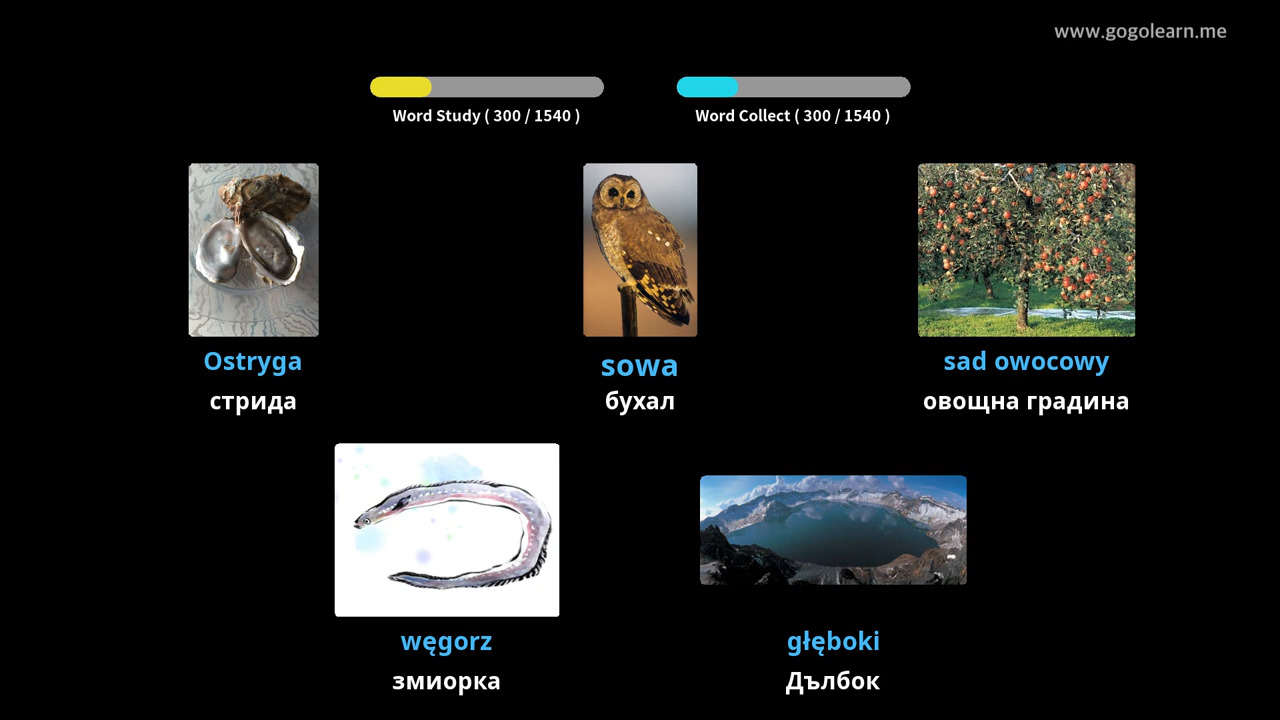 www.gogolearn.me
Word Study ( 300 / 1540 )
Word Collect ( 300 / 1540 )
Ostryga
стрида
sowa
бухал
sad owocowy
овощна градина
węgorz
змиорка
głęboki
Дълбок